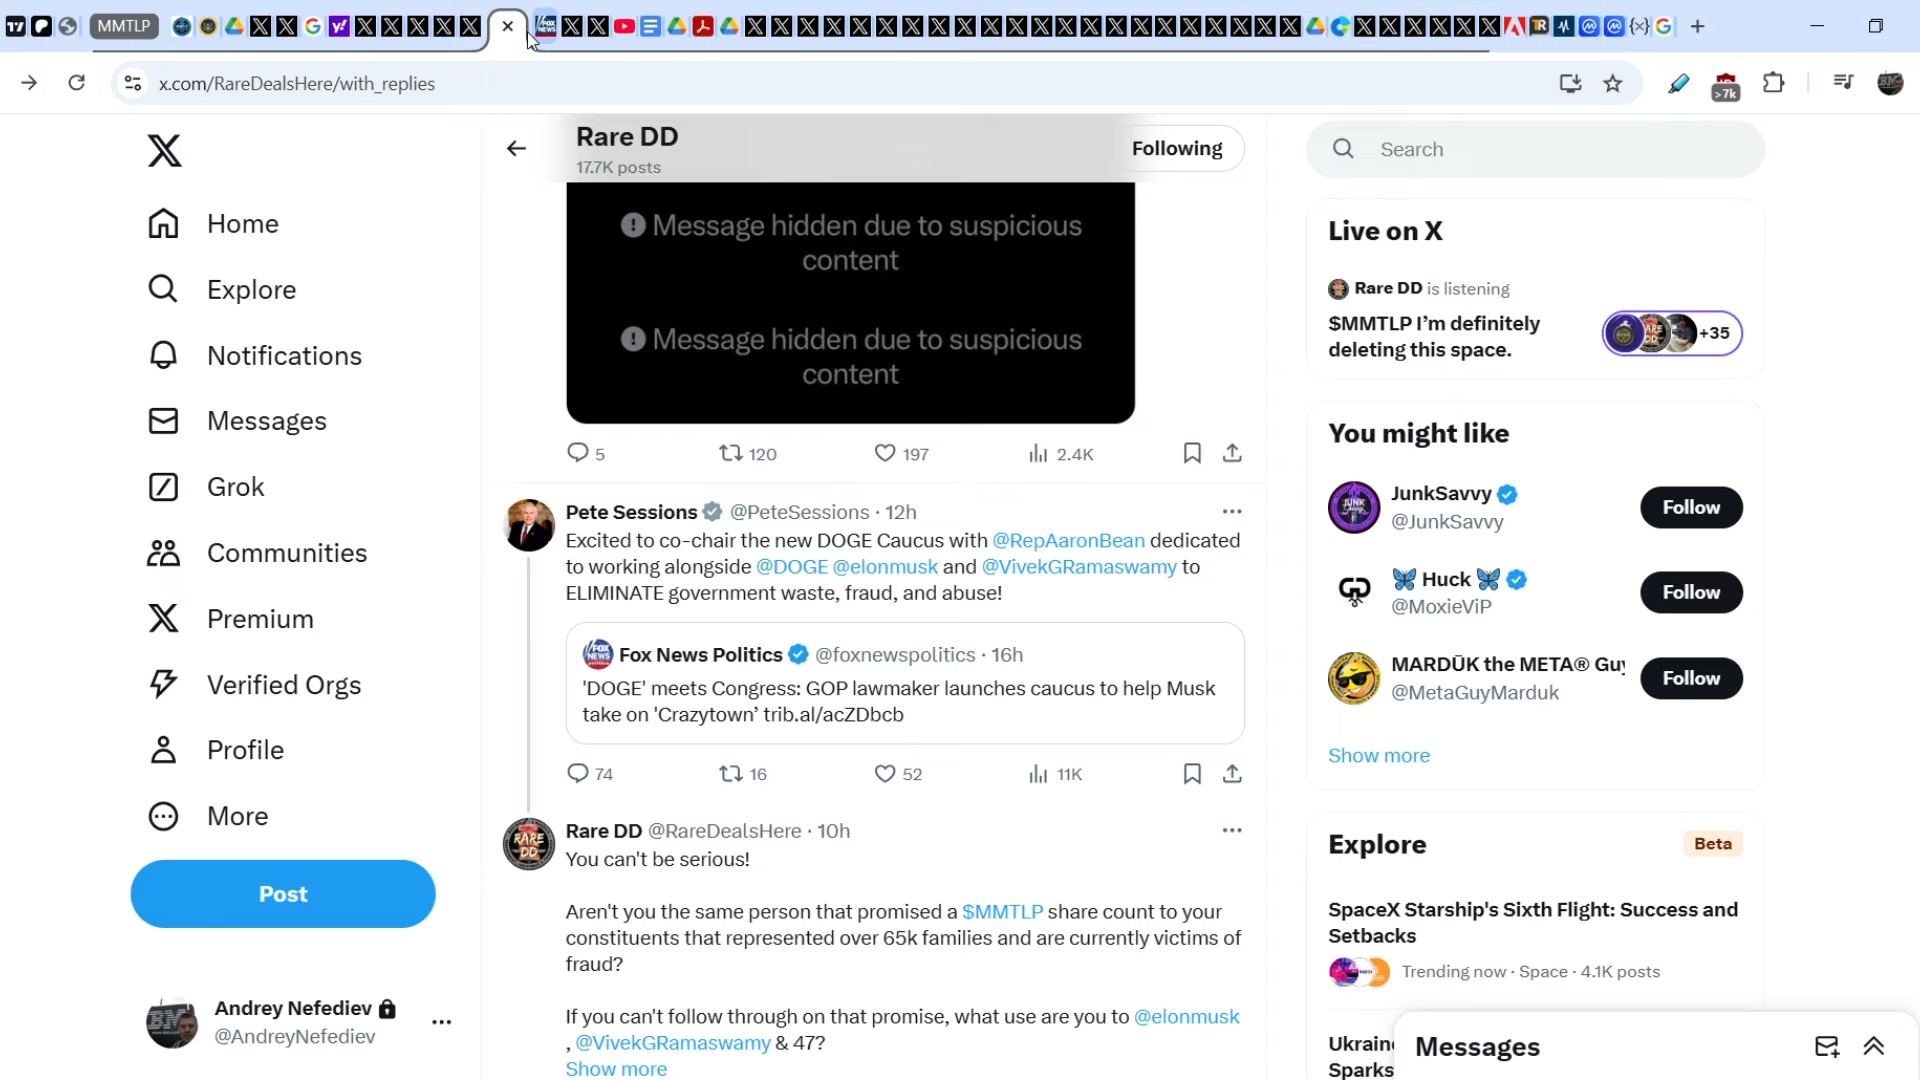 MMTLP
x.com/RareDealsHere/with_replies
>7k
Rare DD
17.7K posts
Following
Search
Home
Explore
Notifications
Messages
Grok
Communities
Premium
Verified Orgs
Profile
More
Post
Andrey Nefediev
@AndreyNefediev
Message hidden due to suspicious
content
Message hidden due to suspicious
content
5 120 197 2.4K
Pete Sessions @PeteSessions · 12h
Excited to co-chair the new DOGE Caucus with @RepAaronBean dedicated
to working alongside @DOGE @elonmusk and @VivekGRamaswamy to
ELIMINATE government waste, fraud, and abuse!
Fox News Politics @foxnewspolitics · 16h
'DOGE' meets Congress: GOP lawmaker launches caucus to help Musk
take on 'Crazytown’ trib.al/acZDbcb
74 16 52 11K
Rare DD @RareDealsHere · 10h
You can't be serious!
Aren't you the same person that promised a $MMTLP share count to your
constituents that represented over 65k families and are currently victims of
fraud?
If you can't follow through on that promise, what use are you to @elonmusk
, @VivekGRamaswamy & 47?
Show more
Live on X
Rare DD is listening
$MMTLP I’m definitely
deleting this space.
+35
You might like
JunkSavvy
@JunkSavvy
Follow
Huck
@MoxieViP
Follow
MARDŪK the META® Guy
@MetaGuyMarduk
Follow
Show more
Explore
Beta
SpaceX Starship's Sixth Flight: Success and
Setbacks
Trending now · Space · 4.1K posts
Sparks
Messages